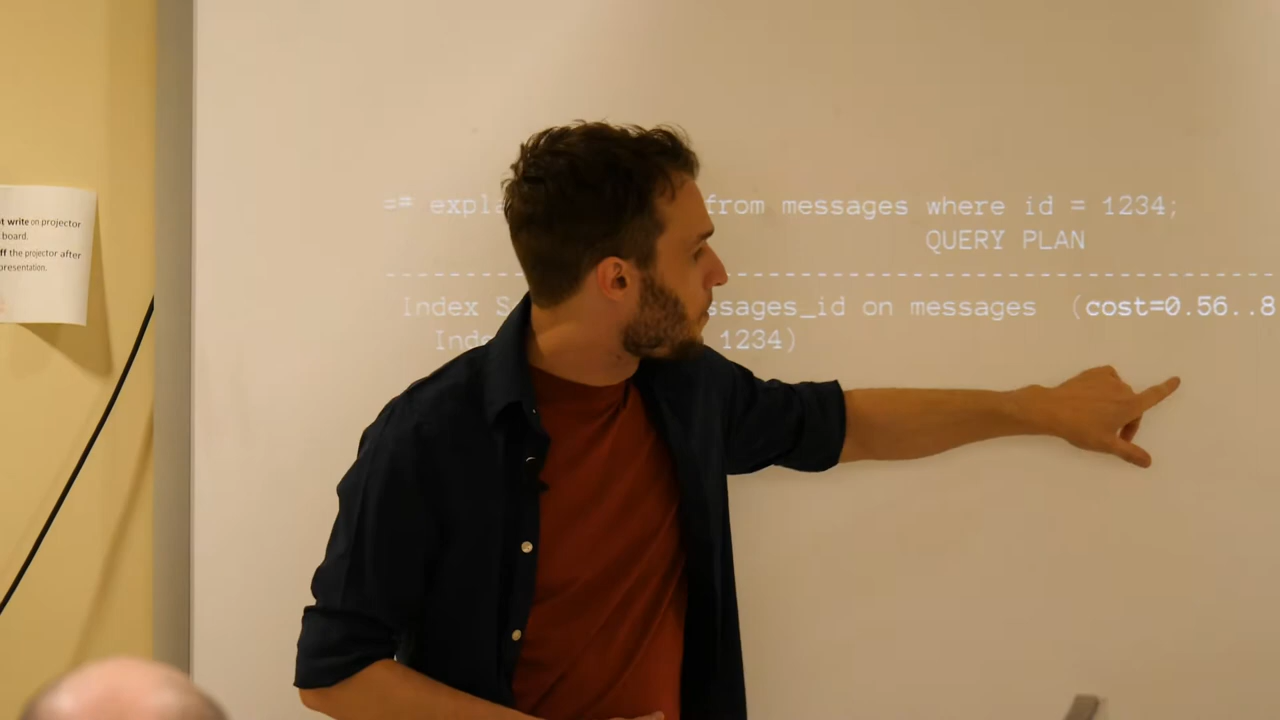 t write on projector
board.
ff the projector after
presentation.
=# expla from messages where id = 1234;
QUERY PLAN
Index S ssages_id on messages (cost=0.56..8
Inde 1234)